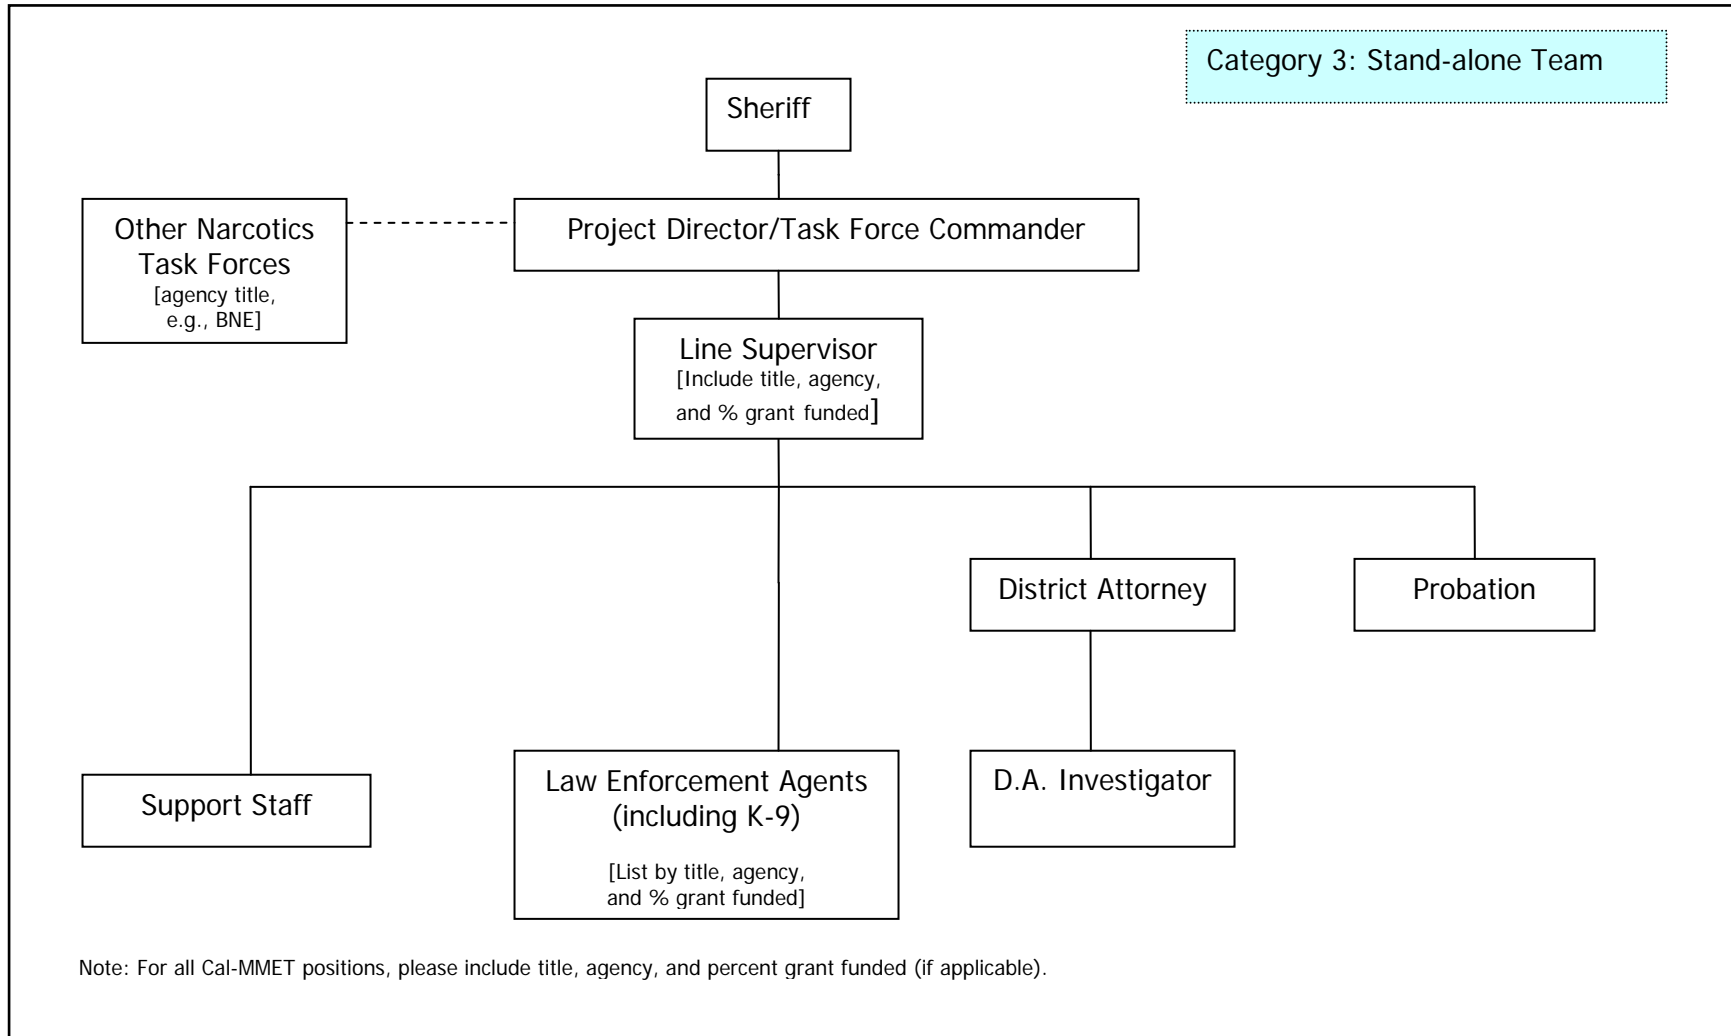 Category 3: Stand-alone Team
Sheriff
Other Narcotics
Task Forces
[agency title,
e.g., BNE]
Project Director/Task Force Commander
Line Supervisor
[Include title, agency,
and % grant funded]
District Attorney
Probation
Support Staff
Law Enforcement Agents
(including K-9)
[List by title, agency,
and % grant funded]
D.A. Investigator
Note: For all Cal-MMET positions, please include title, agency, and percent grant funded (if applicable).